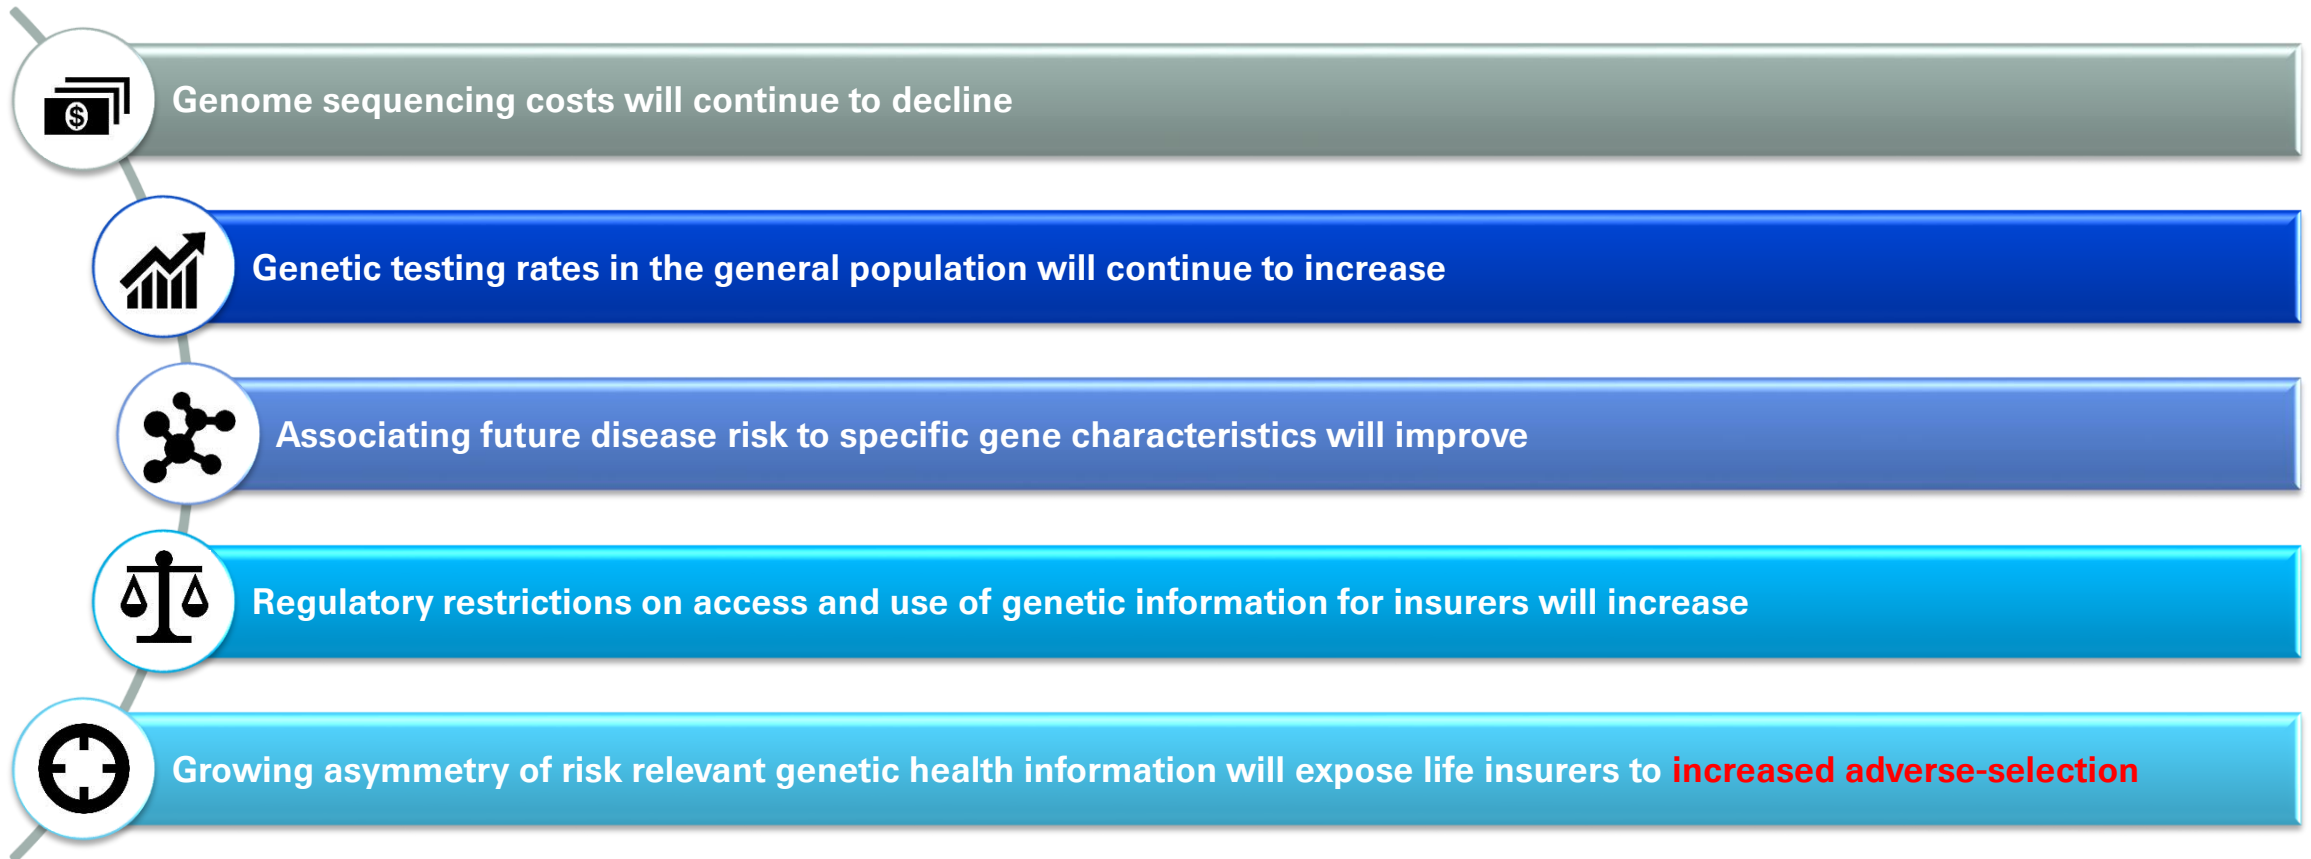 $
Genome sequencing costs will continue to decline
Genetic testing rates in the general population will continue to increase
Associating future disease risk to specific gene characteristics will improve
Regulatory restrictions on access and use of genetic information for insurers will increase
Growing asymmetry of risk relevant genetic health information will expose life insurers to increased adverse-selection